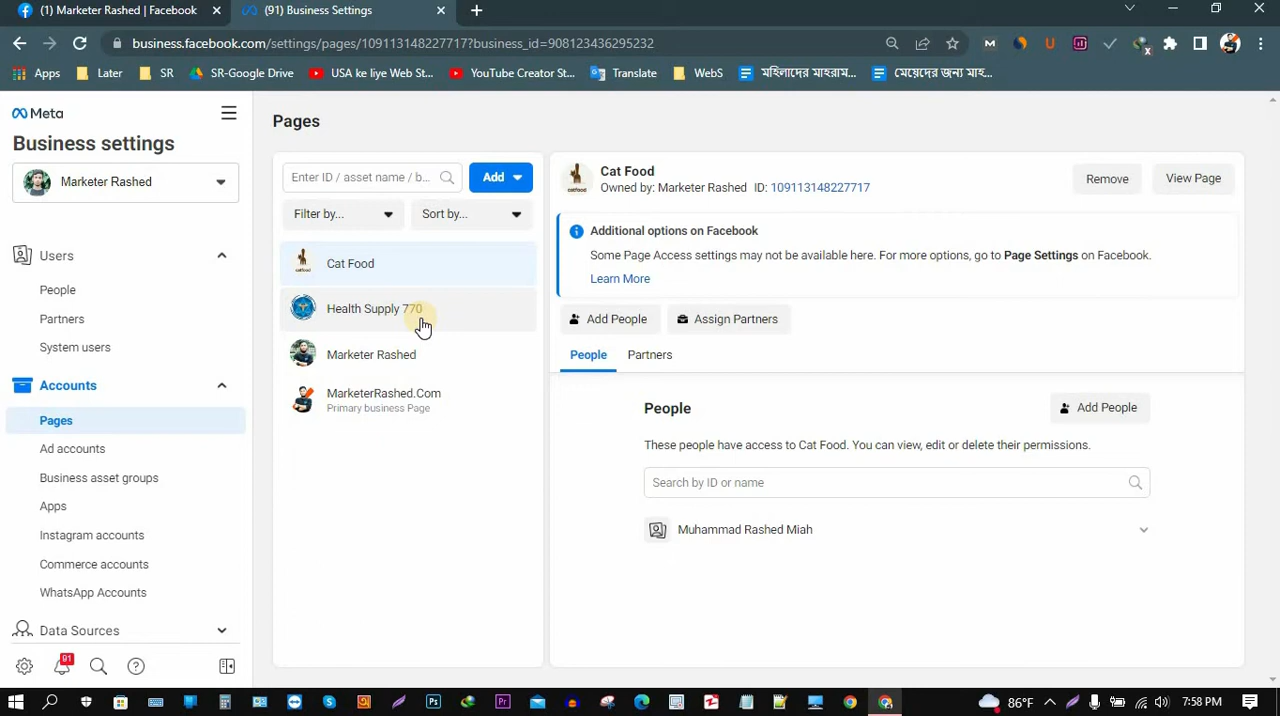 (1) Marketer Rashed | Facebook
(91) Business Settings
business.facebook.com/settings/pages/109113148227717?business_id=908123436295232
Apps
Later
SR
SR-Google Drive
USA ke liye Web St...
YouTube Creator St...
Translate
WebS
মহিলাদের মাহরাম...
মেয়েদের জন্য মাহ...
Meta
Business settings
Marketer Rashed
Users
People
Partners
System users
Accounts
Pages
Ad accounts
Business asset groups
Apps
Instagram accounts
Commerce accounts
WhatsApp Accounts
Data Sources
91
Pages
Enter ID / asset name / b...
Add
Filter by...
Sort by...
Cat Food
Health Supply 770
Marketer Rashed
MarketerRashed.Com
Primary business Page
Cat Food
Owned by: Marketer Rashed ID: 109113148227717
Remove
View Page
Additional options on Facebook
Some Page Access settings may not be available here. For more options, go to Page Settings on Facebook.
Learn More
Add People
Assign Partners
People
Partners
People
Add People
These people have access to Cat Food. You can view, edit or delete their permissions.
Search by ID or name
Muhammad Rashed Miah
86°F
7:58 PM